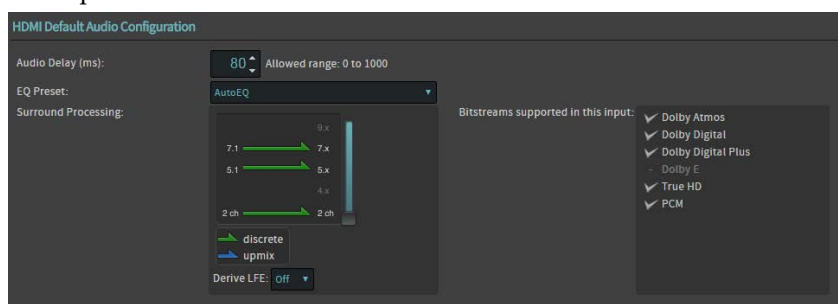 HDMI Default Audio Configuration
Audio Delay (ms): 80 Allowed range: 0 to 1000
EQ Preset: AutoEQ
Surround Processing:
9.x
7.1 7.x
5.1 5.x
4.x
2 ch 2 ch
discrete
upmix
Derive LFE: Off
Bitstreams supported in this input:
Dolby Atmos
Dolby Digital
Dolby Digital Plus
- Dolby E
True HD
PCM